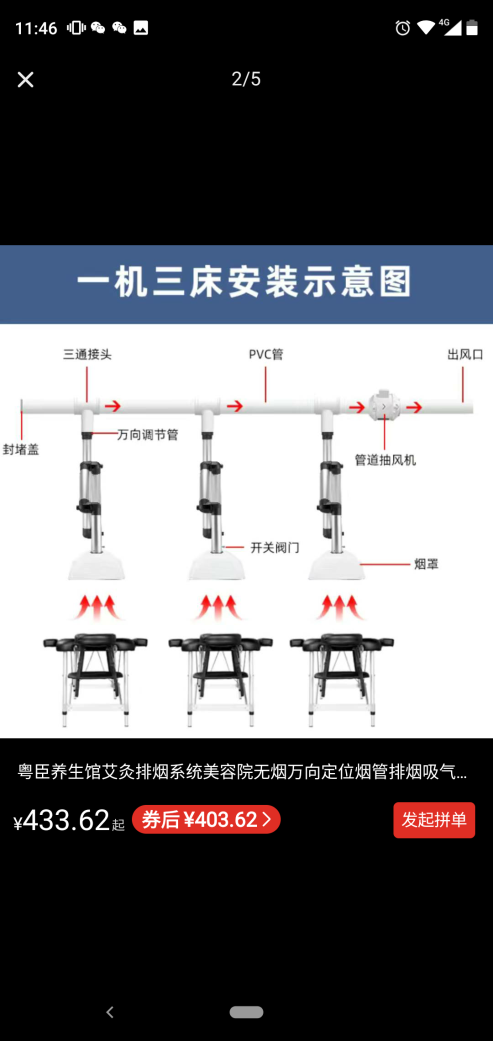 11:46
4G
2/5
一机三床安装示意图
三通接头
PVC管
出风口
封堵盖
万向调节管
管道抽风机
开关阀门
烟罩
粤臣养生馆艾灸排烟系统美容院无烟万向定位烟管排烟吸气...
¥433.62起
券后 ¥403.62
发起拼单